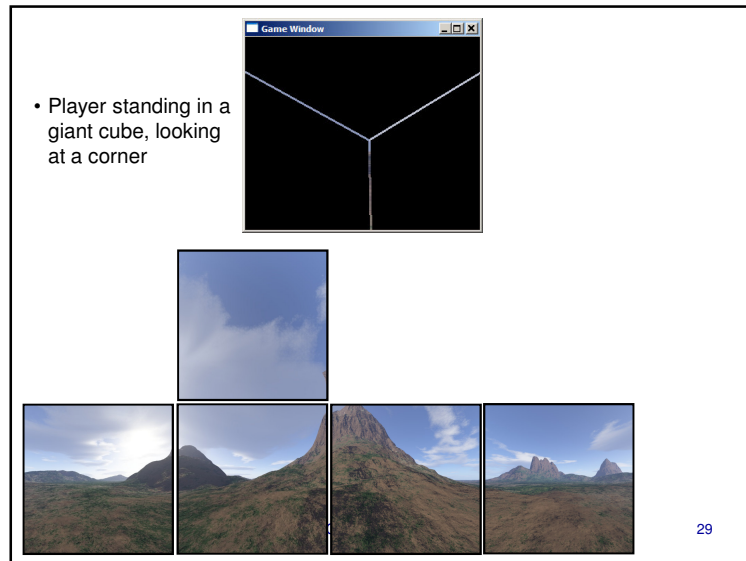 Game Window
• Player standing in a
giant cube, looking
at a corner
29